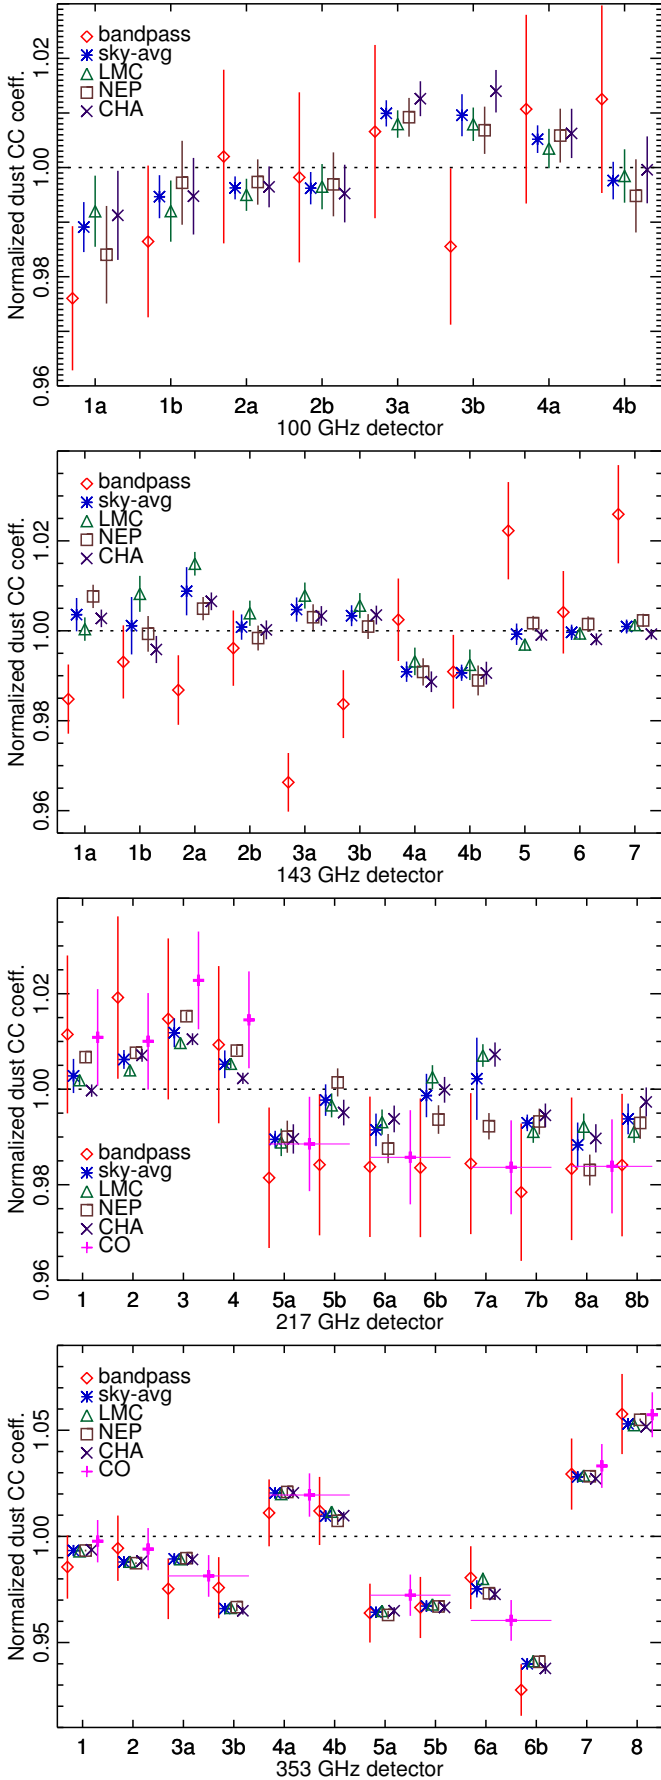 Normalized dust CC coeff.
1.02
1.00
0.98
0.96
bandpass
sky-avg
LMC
NEP
CHA
1a 1b 2a 2b 3a 3b 4a 4b
100 GHz detector
Normalized dust CC coeff.
1.02
1.00
0.98
0.96
bandpass
sky-avg
LMC
NEP
CHA
1a 1b 2a 2b 3a 3b 4a 4b 5 6 7
143 GHz detector
Normalized dust CC coeff.
1.02
1.00
0.98
0.96
bandpass
sky-avg
LMC
NEP
CHA
CO
1 2 3 4 5a 5b 6a 6b 7a 7b 8a 8b
217 GHz detector
Normalized dust CC coeff.
1.05
1.00
0.95
bandpass
sky-avg
LMC
NEP
CHA
CO
1 2 3a 3b 4a 4b 5a 5b 6a 6b 7 8
353 GHz detector